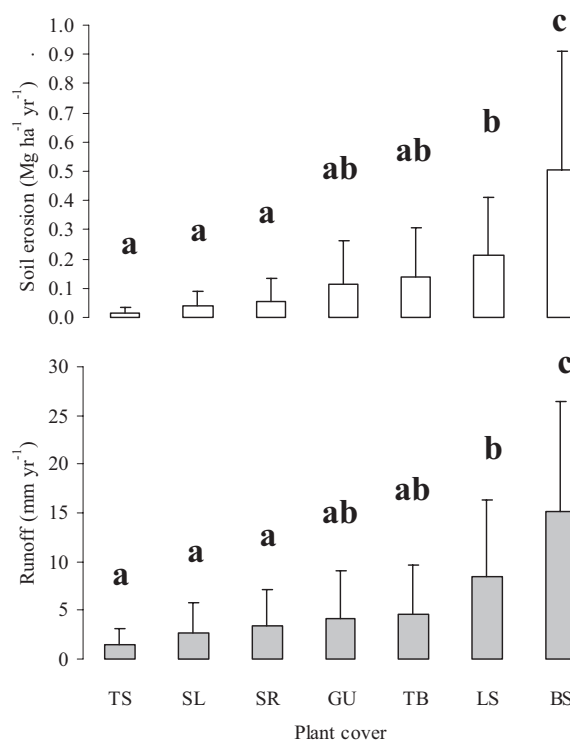 c
1.0
0.9
0.8
b
0.7
ab
0.6
ab
0.5
a
0.4
a
a
0.3
0.2
0.1
0.0
Soil erosion (Mg ha⁻¹ yr⁻¹)
30
c
25
b
20
ab
ab
15
a
a
10
a
5
0
Runoff (mm yr⁻¹)
TS SL SR GU TB LS BS
Plant cover